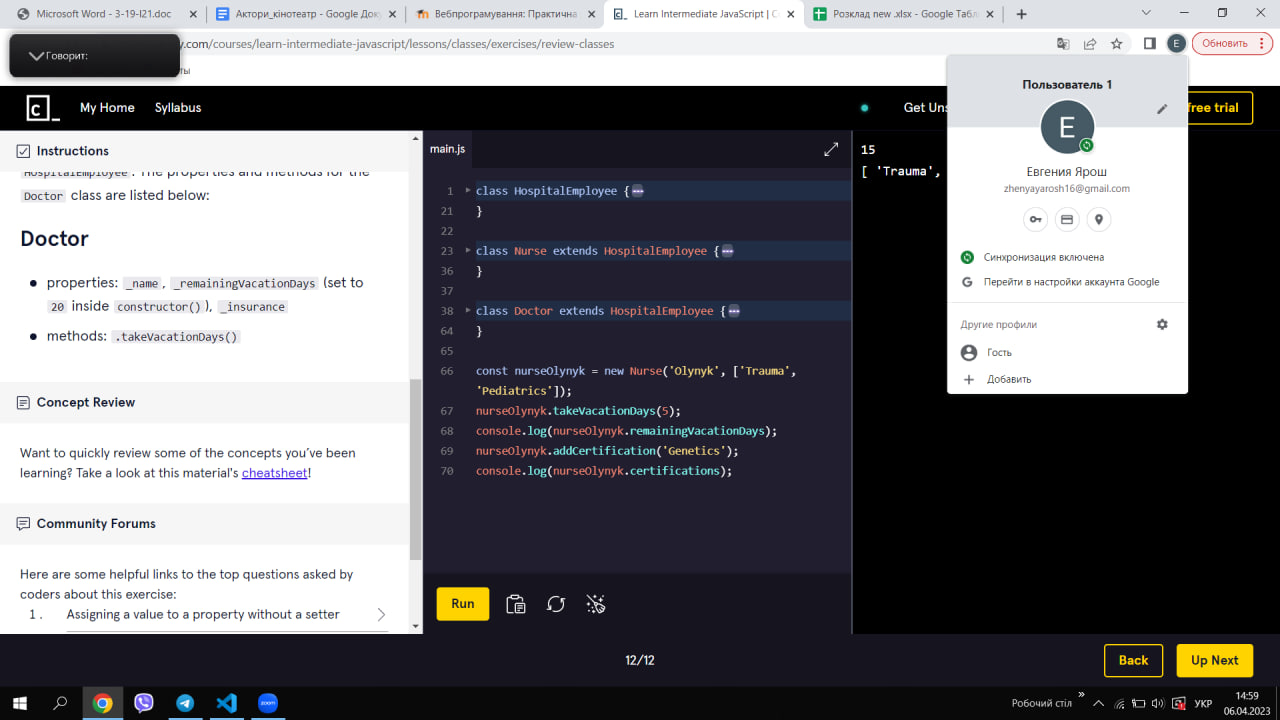 Microsoft Word - 3-19-l21.doc
Актори_кінотеатр - Google Док
Вебпрограмування: Практична
Learn Intermediate JavaScript | C
Розклад new .xlsx - Google Табл
.com/courses/learn-intermediate-javascript/lessons/classes/exercises/review-classes
E
Обновить
Говорит:
My Home
Syllabus
Get Uns
free trial
Instructions
HospitalEmployee. The properties and methods for the
Doctor class are listed below:
Doctor
properties: _name, _remainingVacationDays (set to
20 inside constructor()), _insurance
methods: .takeVacationDays()
Concept Review
Want to quickly review some of the concepts you’ve been
learning? Take a look at this material's cheatsheet!
Community Forums
Here are some helpful links to the top questions asked by
coders about this exercise:
1. Assigning a value to a property without a setter
main.js
1 class HospitalEmployee {
21 }
22
23 class Nurse extends HospitalEmployee {
36 }
37
38 class Doctor extends HospitalEmployee {
64 }
65
66 const nurseOlynyk = new Nurse('Olynyk', ['Trauma',
'Pediatrics']);
67 nurseOlynyk.takeVacationDays(5);
68 console.log(nurseOlynyk.remainingVacationDays);
69 nurseOlynyk.addCertification('Genetics');
70 console.log(nurseOlynyk.certifications);
Run
15
[ 'Trauma',
Пользователь 1
E
Евгения Ярош
zhenyayarosh16@gmail.com
Синхронизация включена
Перейти в настройки аккаунта Google
Другие профили
Гость
Добавить
12/12
Back
Up Next
zoom
Робочий стіл
УКР
14:59
06.04.2023